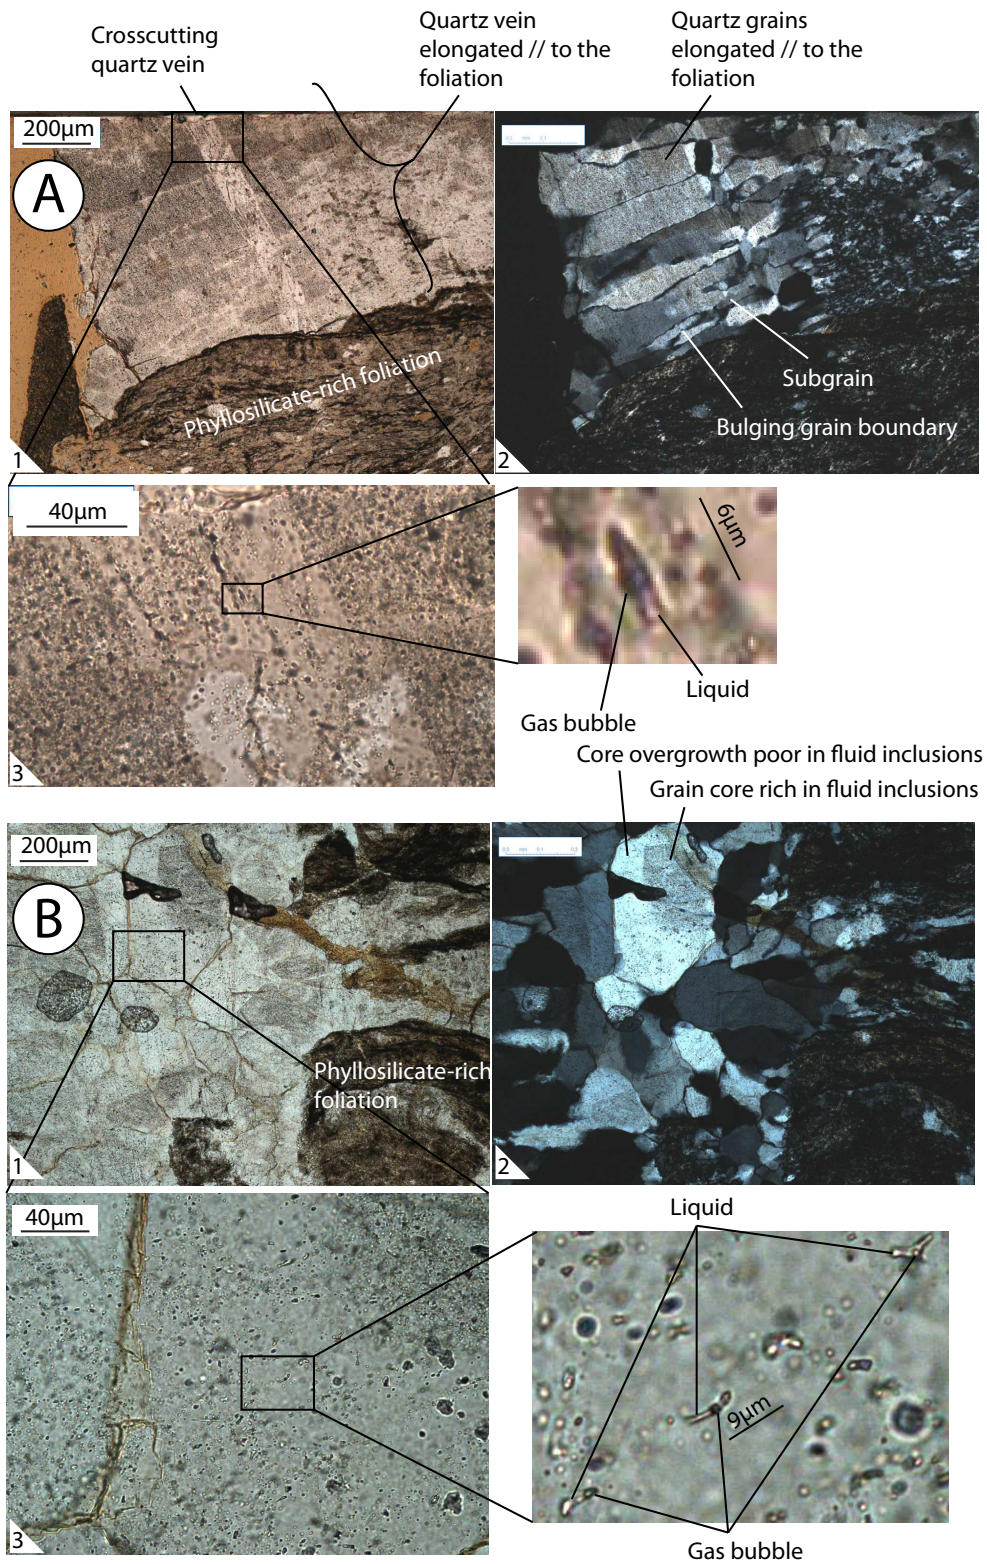 Crosscutting
quartz vein
Quartz vein
elongated // to the
foliation
Quartz grains
elongated // to the
foliation
200µm
A
Phyllosilicate-rich foliation
1
Subgrain
Bulging grain boundary
2
40µm
3
6µm
Liquid
Gas bubble
Core overgrowth poor in fluid inclusions
Grain core rich in fluid inclusions
200µm
B
Phyllosilicate-rich
foliation
1
2
40µm
3
Liquid
9µm
Gas bubble